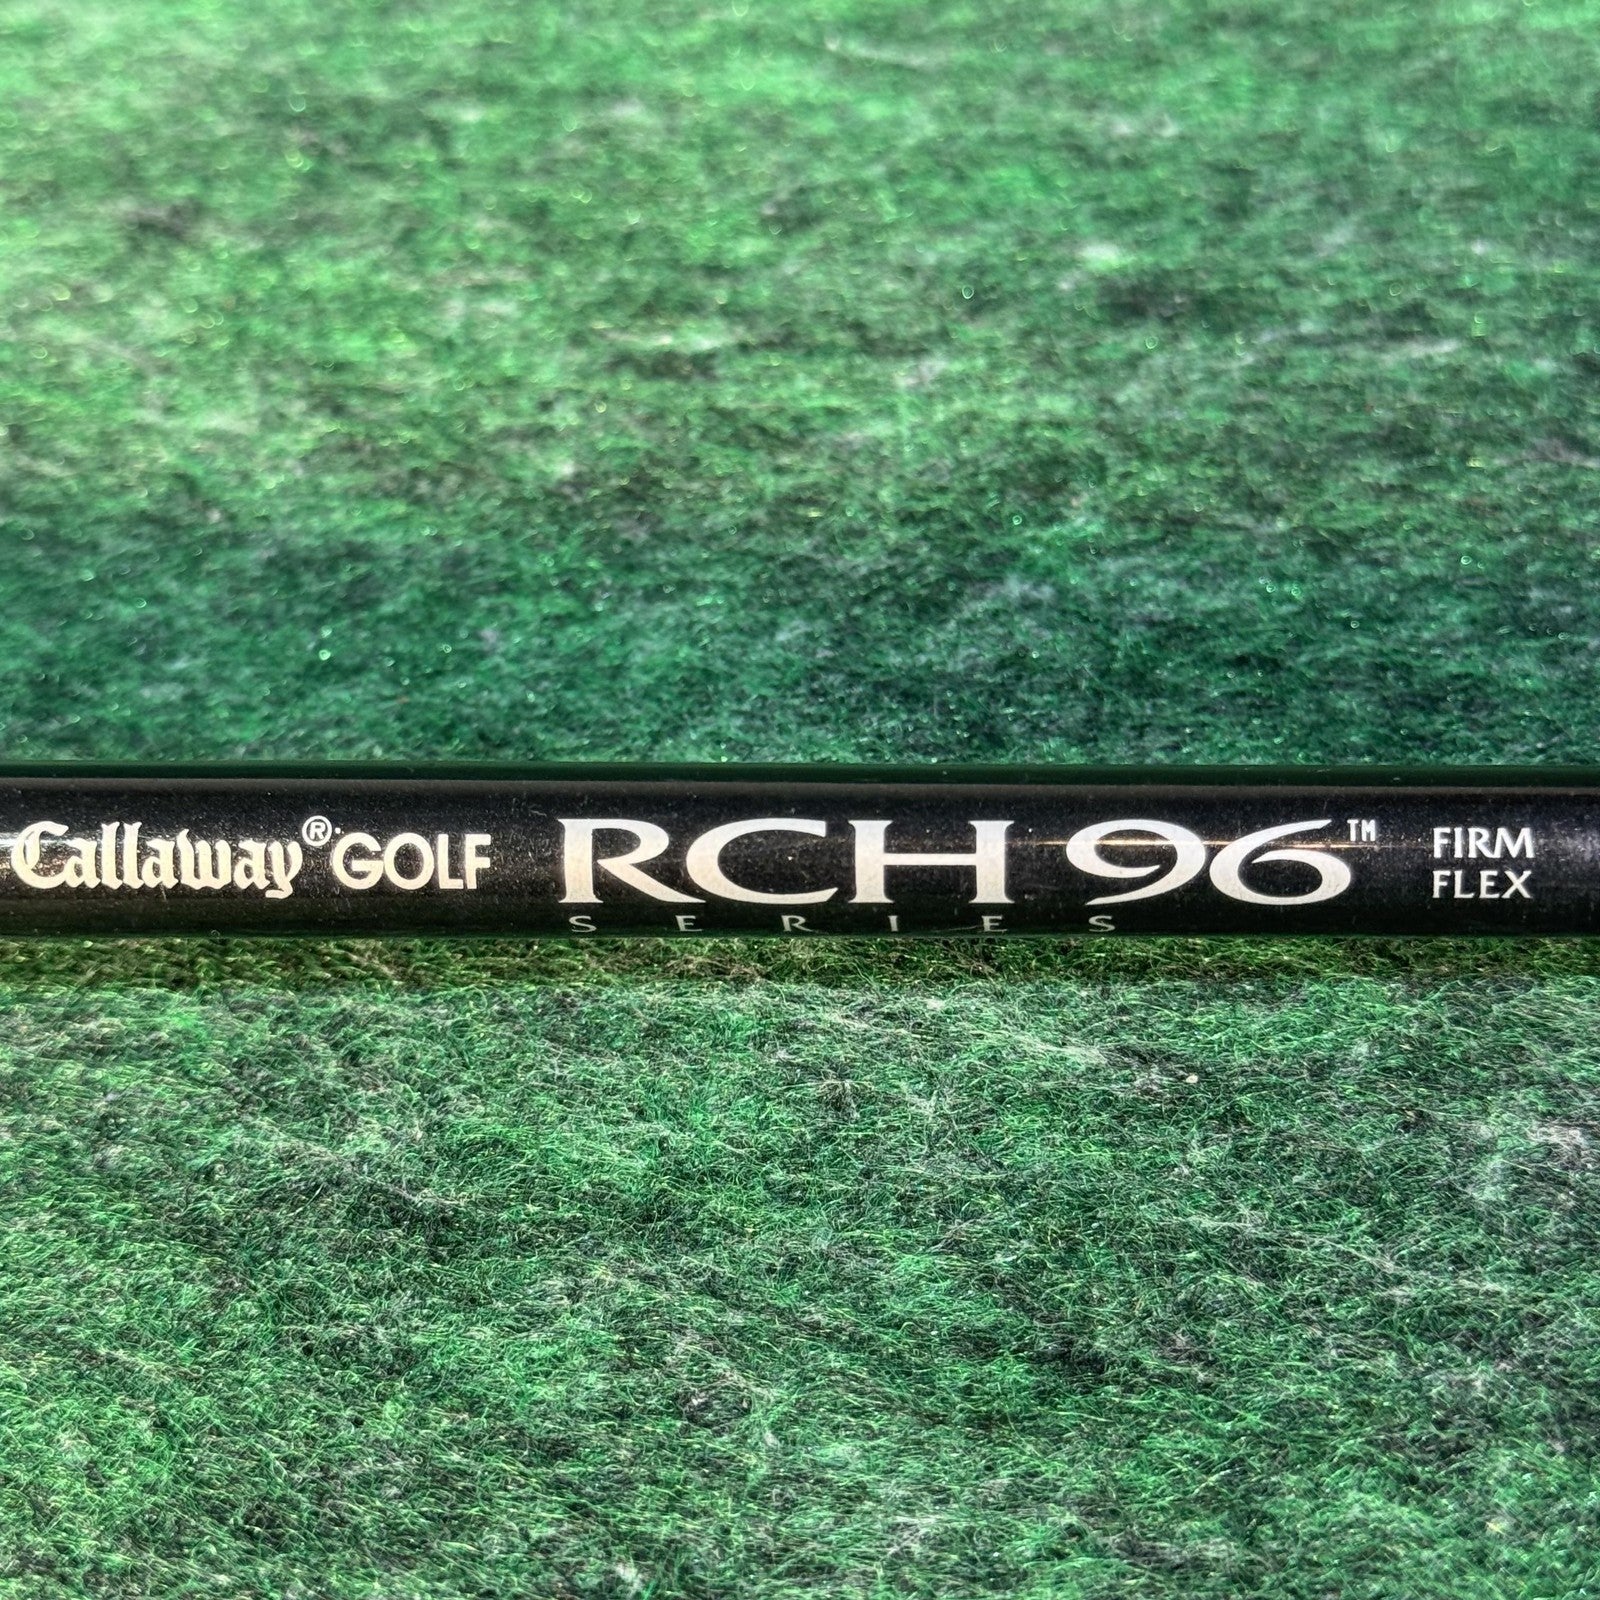 Callaway® GOLF RCH 96™ FIRM
FLEX
SERIES